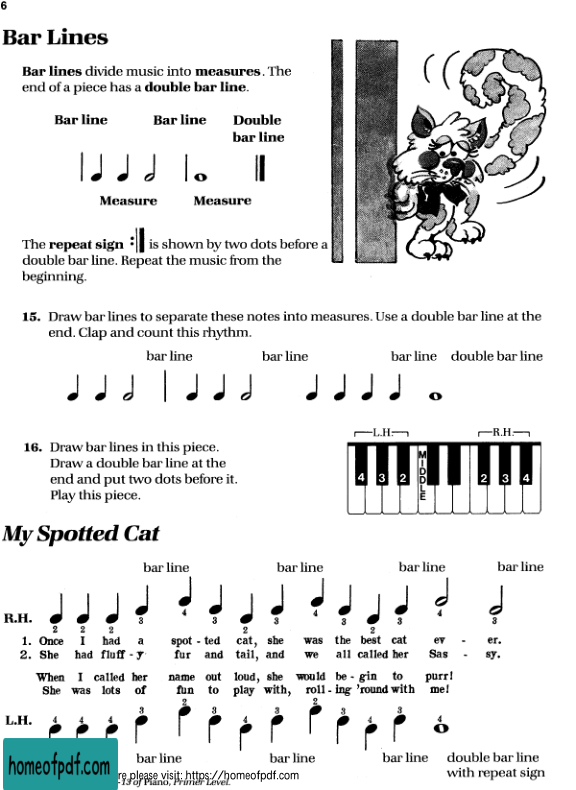 6
Bar Lines
Bar lines divide music into measures. The
end of a piece has a double bar line.
Bar line Bar line Double
bar line
Measure Measure
The repeat sign is shown by two dots before a
double bar line. Repeat the music from the
beginning.
15. Draw bar lines to separate these notes into measures. Use a double bar line at the
end. Clap and count this rhythm.
bar line bar line bar line double bar line
16. Draw bar lines in this piece.
Draw a double bar line at the
end and put two dots before it.
Play this piece.
L.H. R.H.
MIDDLE
4 3 2 2 3 4
My Spotted Cat
bar line bar line bar line bar line
R.H.
2 2 2 3 4 3 2 3 4 3 2 3 4 3
1. Once I had a spot - ted cat, she was the best cat ev - er.
2. She had fluff - y fur and tail, and we all called her Sas - sy.
When I called her name out loud, she would be - gin to purr!
She was lots of fun to play with, roll - ing 'round with me!
L.H.
4 4 4 3 2 3 4 3 2 3 4 3 4
bar line bar line bar line double bar line
with repeat sign
homeofpdf.com
re please visit: https://homeofpdf.com
-13 of Piano, Primer Level.